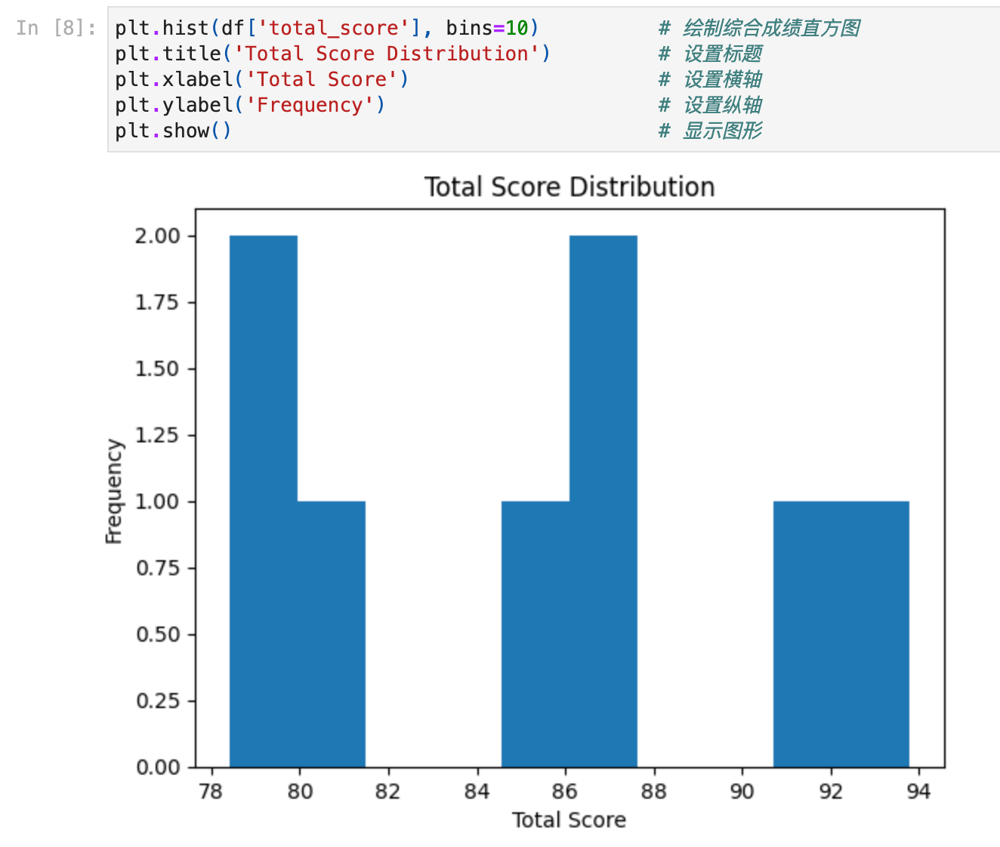 In [8]: plt.hist(df['total_score'], bins=10) # 绘制综合成绩直方图
plt.title('Total Score Distribution') # 设置标题
plt.xlabel('Total Score') # 设置横轴
plt.ylabel('Frequency') # 设置纵轴
plt.show() # 显示图形
Total Score Distribution
2.00
1.75
1.50
1.25
1.00
0.75
0.50
0.25
0.00
Frequency
78 80 82 84 86 88 90 92 94
Total Score